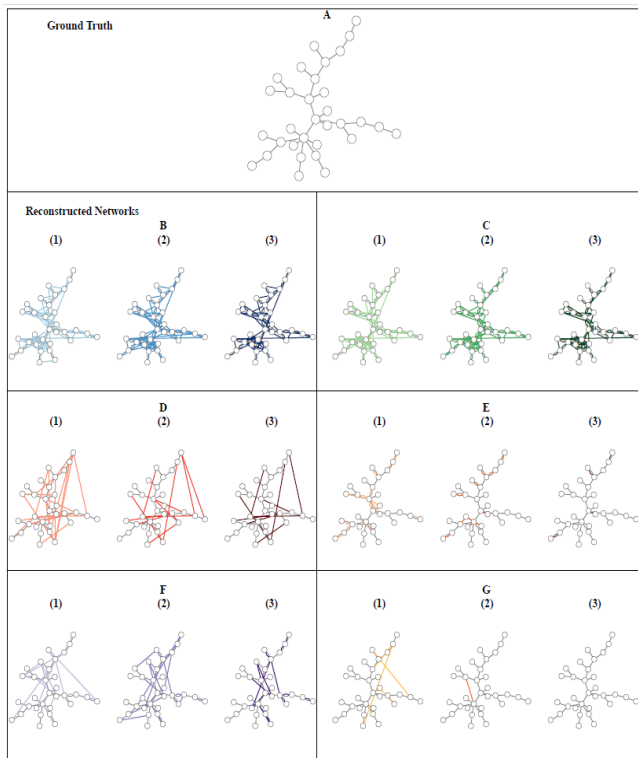 A
Ground Truth
Reconstructed Networks
B
(1) (2) (3)
C
(1) (2) (3)
D
(1) (2) (3)
E
(1) (2) (3)
F
(1) (2) (3)
G
(1) (2) (3)